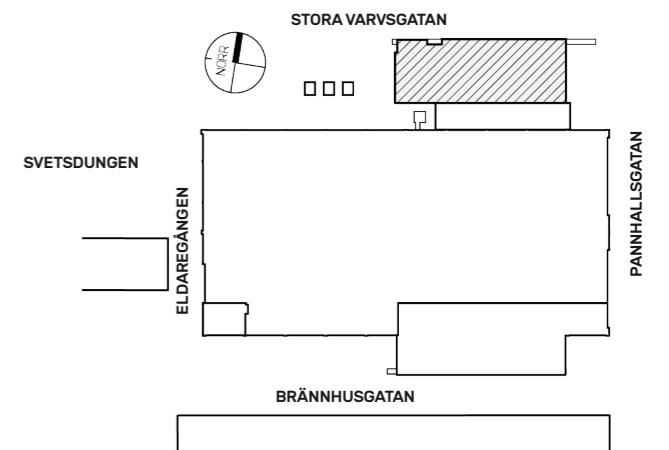 STORA VARVSGATAN
NORR
SVETSDUNGEN
ELDAREGÅNGEN
PANNHALLSGATAN
BRÄNNHUSGATAN